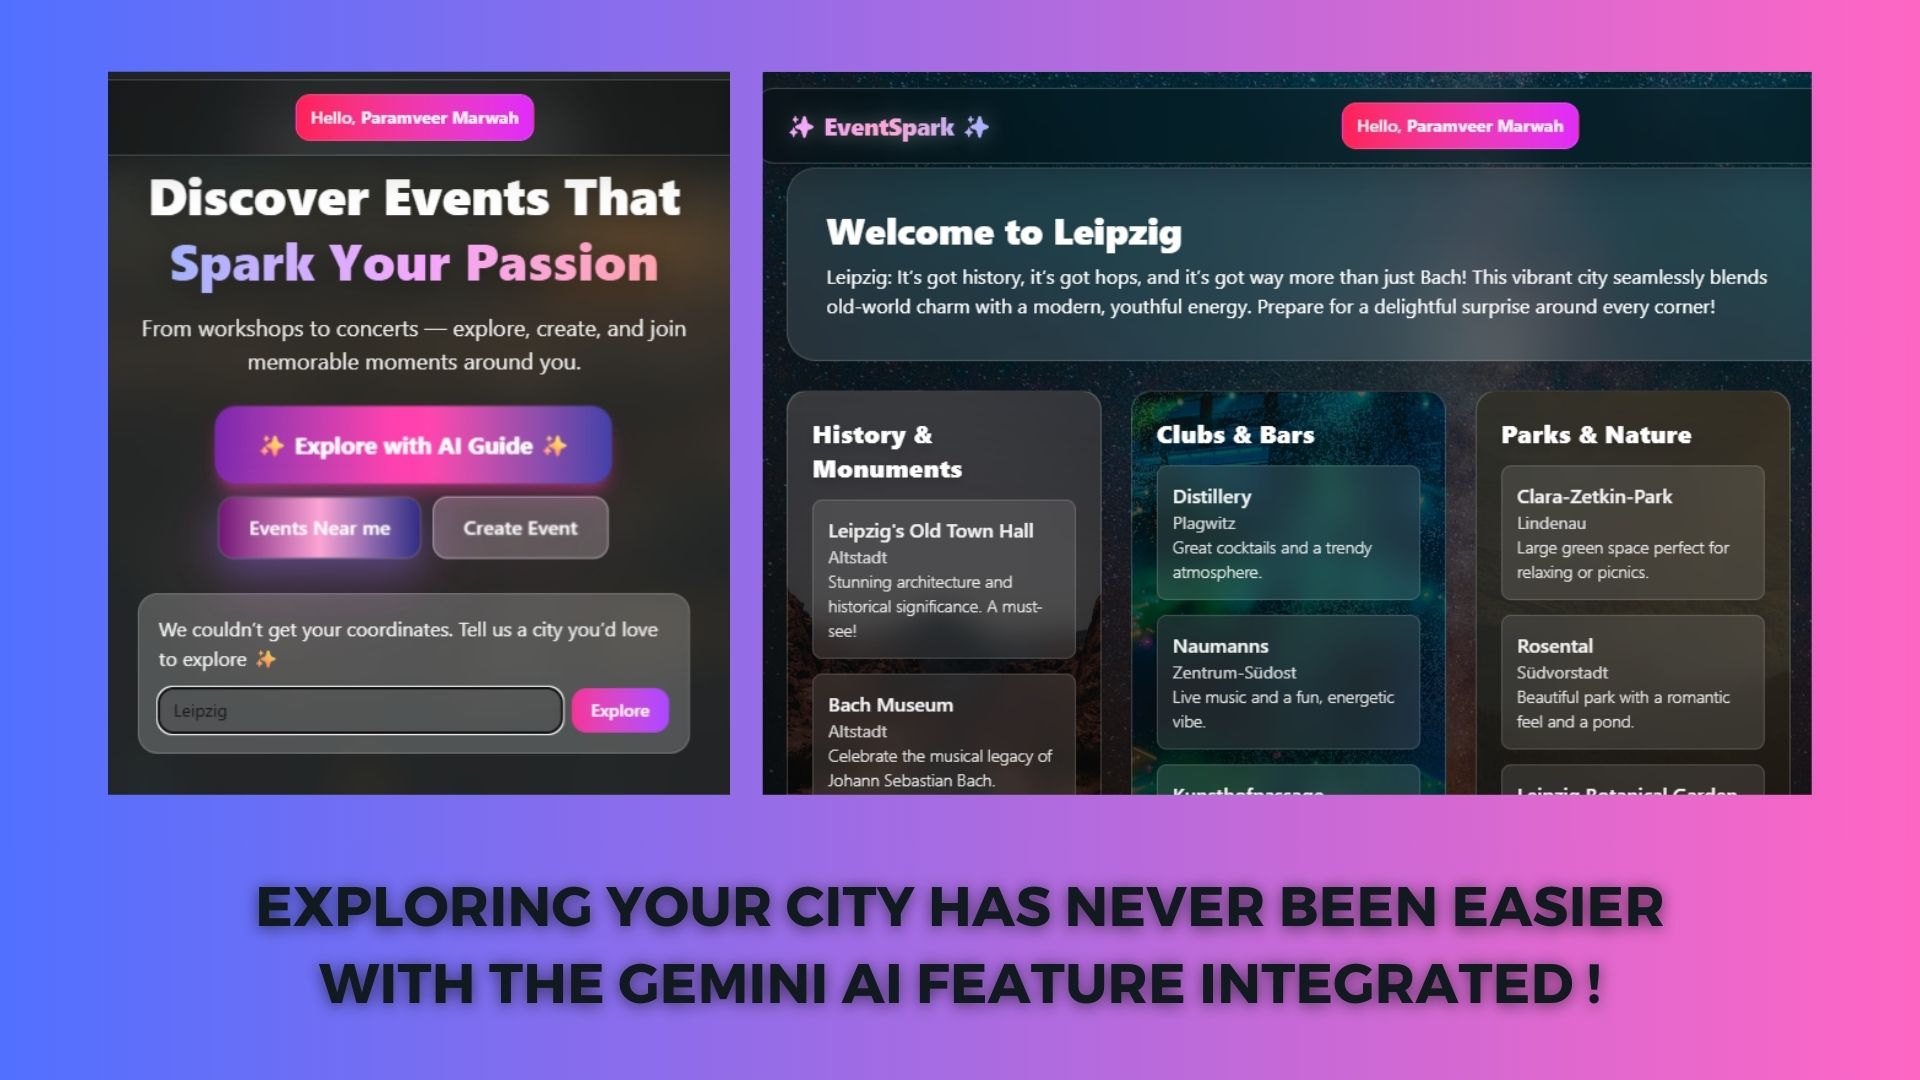 Hello, Paramveer Marwah
Discover Events That
Spark Your Passion
From workshops to concerts — explore, create, and join
memorable moments around you.
✨ Explore with AI Guide ✨
Events Near me
Create Event
We couldn't get your coordinates. Tell us a city you'd love
to explore ✨
Leipzig
Explore
✨ EventSpark ✨
Hello, Paramveer Marwah
Welcome to Leipzig
Leipzig: It's got history, it's got hops, and it's got way more than just Bach! This vibrant city seamlessly blends
old-world charm with a modern, youthful energy. Prepare for a delightful surprise around every corner!
History &
Monuments
Leipzig's Old Town Hall
Altstadt
Stunning architecture and
historical significance. A must-
see!
Bach Museum
Altstadt
Celebrate the musical legacy of
Johann Sebastian Bach.
Clubs & Bars
Distillery
Plagwitz
Great cocktails and a trendy
atmosphere.
Naumanns
Zentrum-Südost
Live music and a fun, energetic
vibe.
Kunsthofpassage
Parks & Nature
Clara-Zetkin-Park
Lindenau
Large green space perfect for
relaxing or picnics.
Rosental
Südvorstadt
Beautiful park with a romantic
feel and a pond.
Leipzig Botanical Garden
EXPLORING YOUR CITY HAS NEVER BEEN EASIER
WITH THE GEMINI AI FEATURE INTEGRATED !